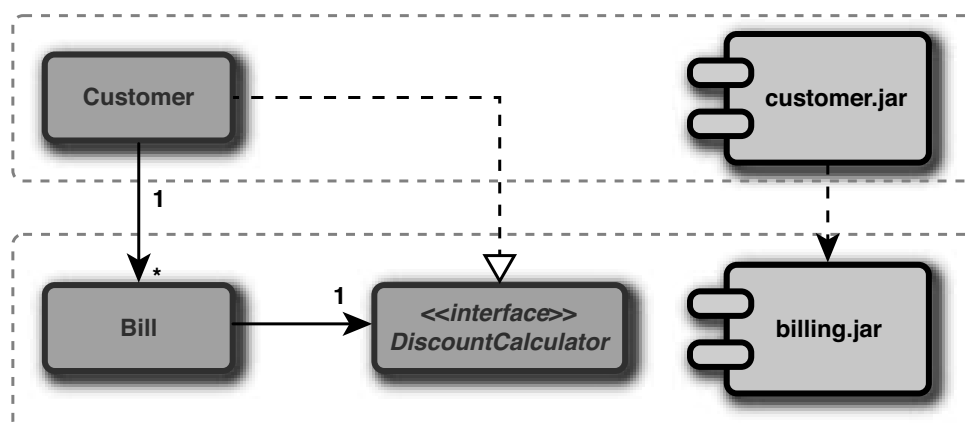 Customer
customer.jar
1
*
Bill
1
<<interface>>
DiscountCalculator
billing.jar